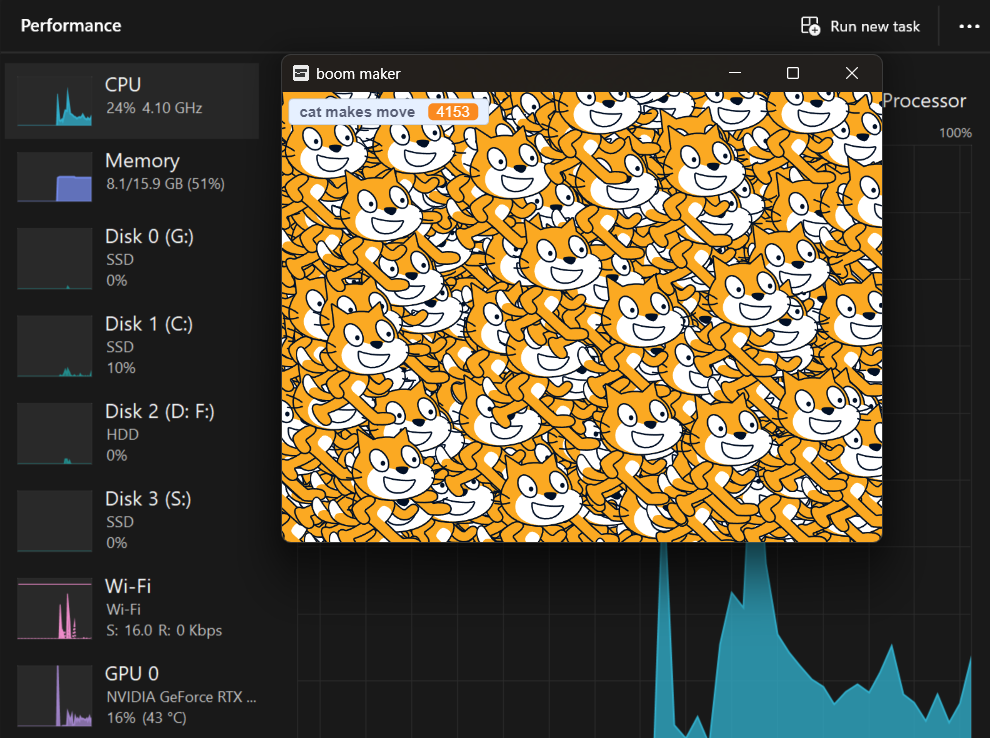 Performance
Run new task
CPU
24% 4.10 GHz
Memory
8.1/15.9 GB (51%)
Disk 0 (G:)
SSD
0%
Disk 1 (C:)
SSD
10%
Disk 2 (D: F:)
HDD
0%
Disk 3 (S:)
SSD
0%
Wi-Fi
Wi-Fi
S: 16.0 R: 0 Kbps
GPU 0
NVIDIA GeForce RTX ...
16% (43 °C)
boom maker
cat makes move 4153
Processor
100%